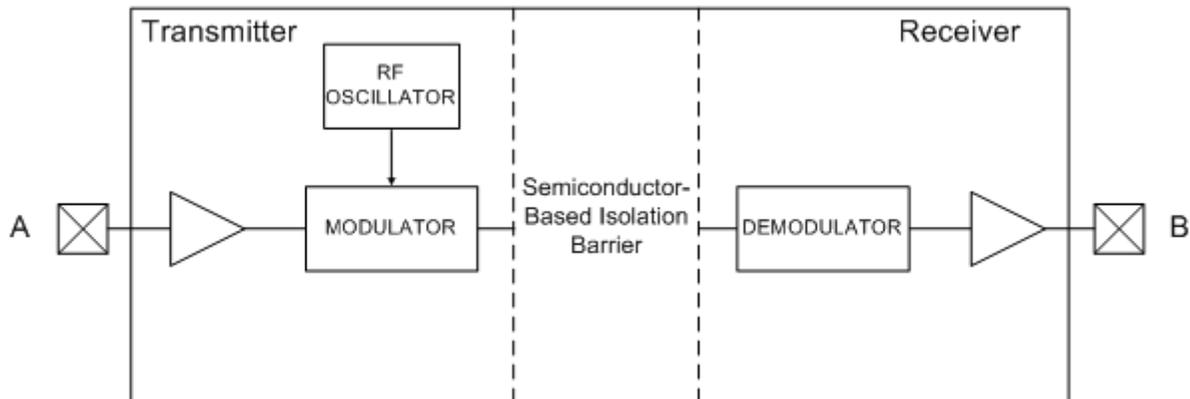 Transmitter
Receiver
RF
OSCILLATOR
A
MODULATOR
Semiconductor-
Based Isolation
Barrier
DEMODULATOR
B